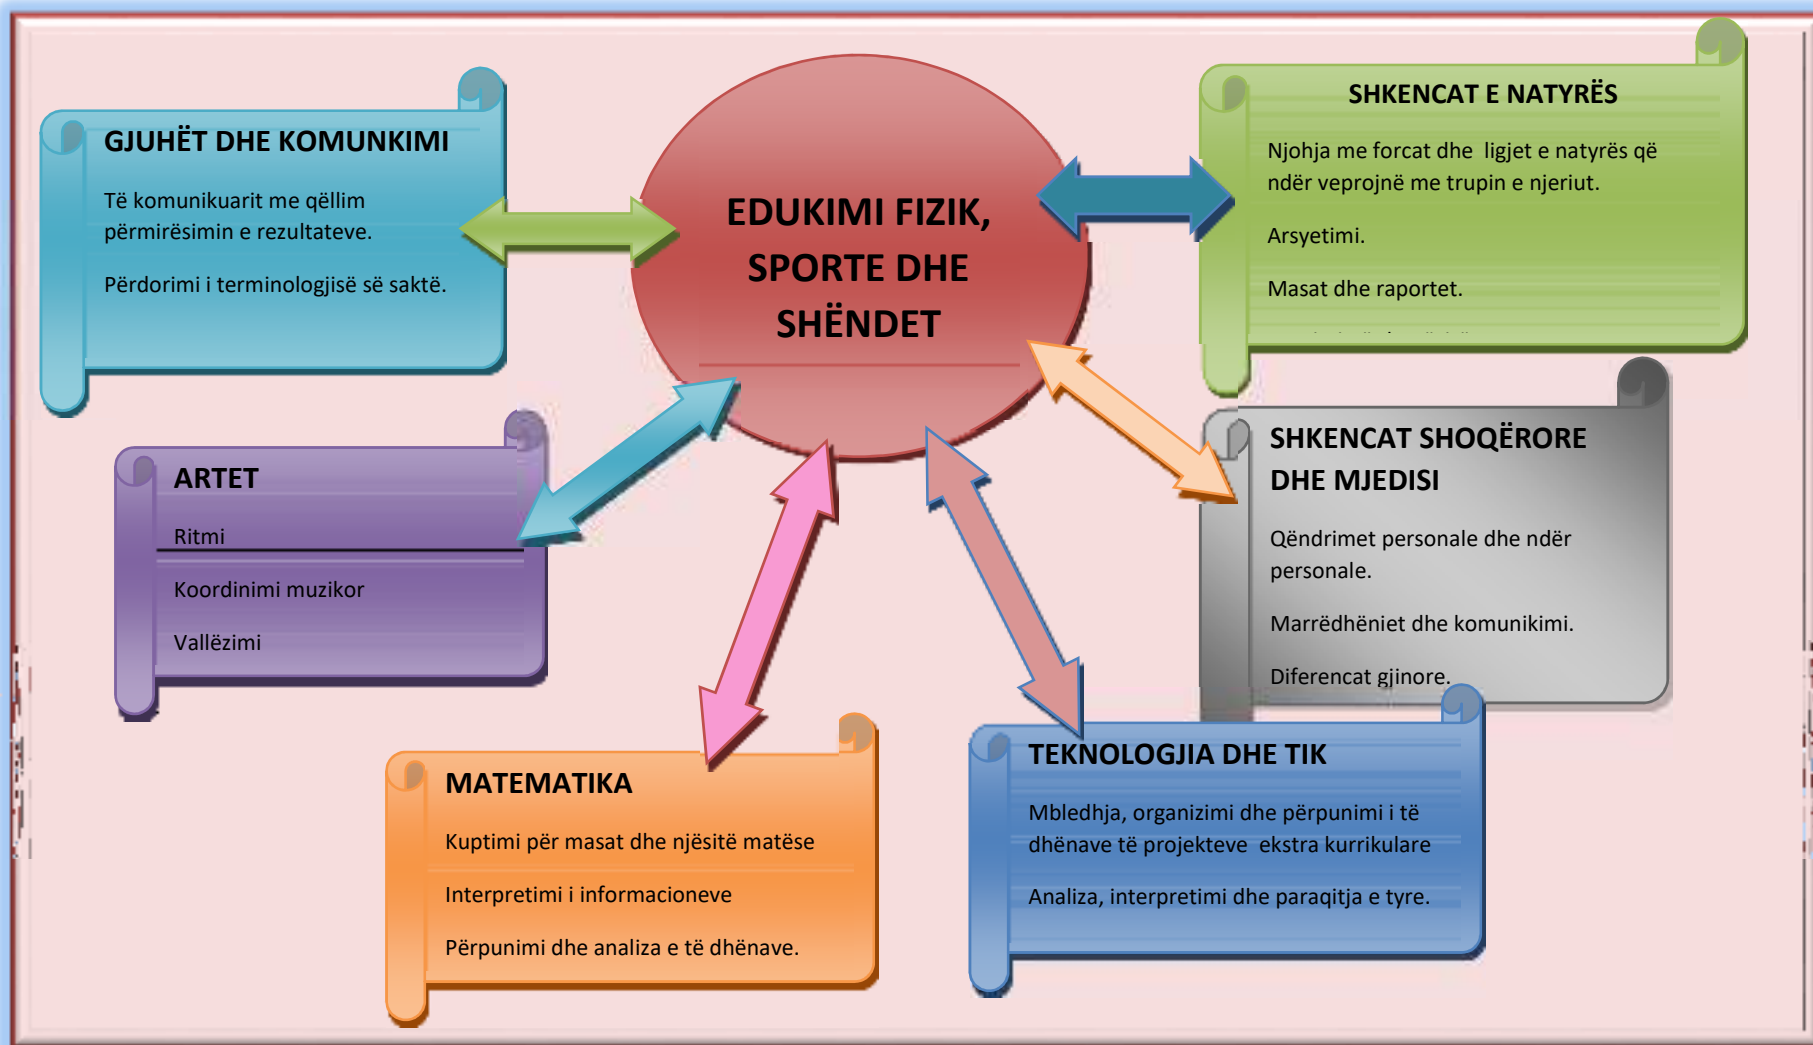 GJUHËT DHE KOMUNKIMI
Të komunikuarit me qëllim
përmirësimin e rezultateve.
Përdorimi i terminologjisë së saktë.
EDUKIMI FIZIK,
SPORTE DHE
SHËNDET
SHKENCAT E NATYRËS
Njohja me forcat dhe ligjet e natyrës që
ndër veprojnë me trupin e njeriut.
Arsyetimi.
Masat dhe raportet.
ARTET
Ritmi
Koordinimi muzikor
Vallëzimi
SHKENCAT SHOQËRORE
DHE MJEDISI
Qëndrimet personale dhe ndër
personale.
Marrëdhëniet dhe komunikimi.
Diferencat gjinore.
MATEMATIKA
Kuptimi për masat dhe njësitë matëse
Interpretimi i informacioneve
Përpunimi dhe analiza e të dhënave.
TEKNOLOGJIA DHE TIK
Mbledhja, organizimi dhe përpunimi i të
dhënave të projekteve ekstra kurrikulare
Analiza, interpretimi dhe paraqitja e tyre.